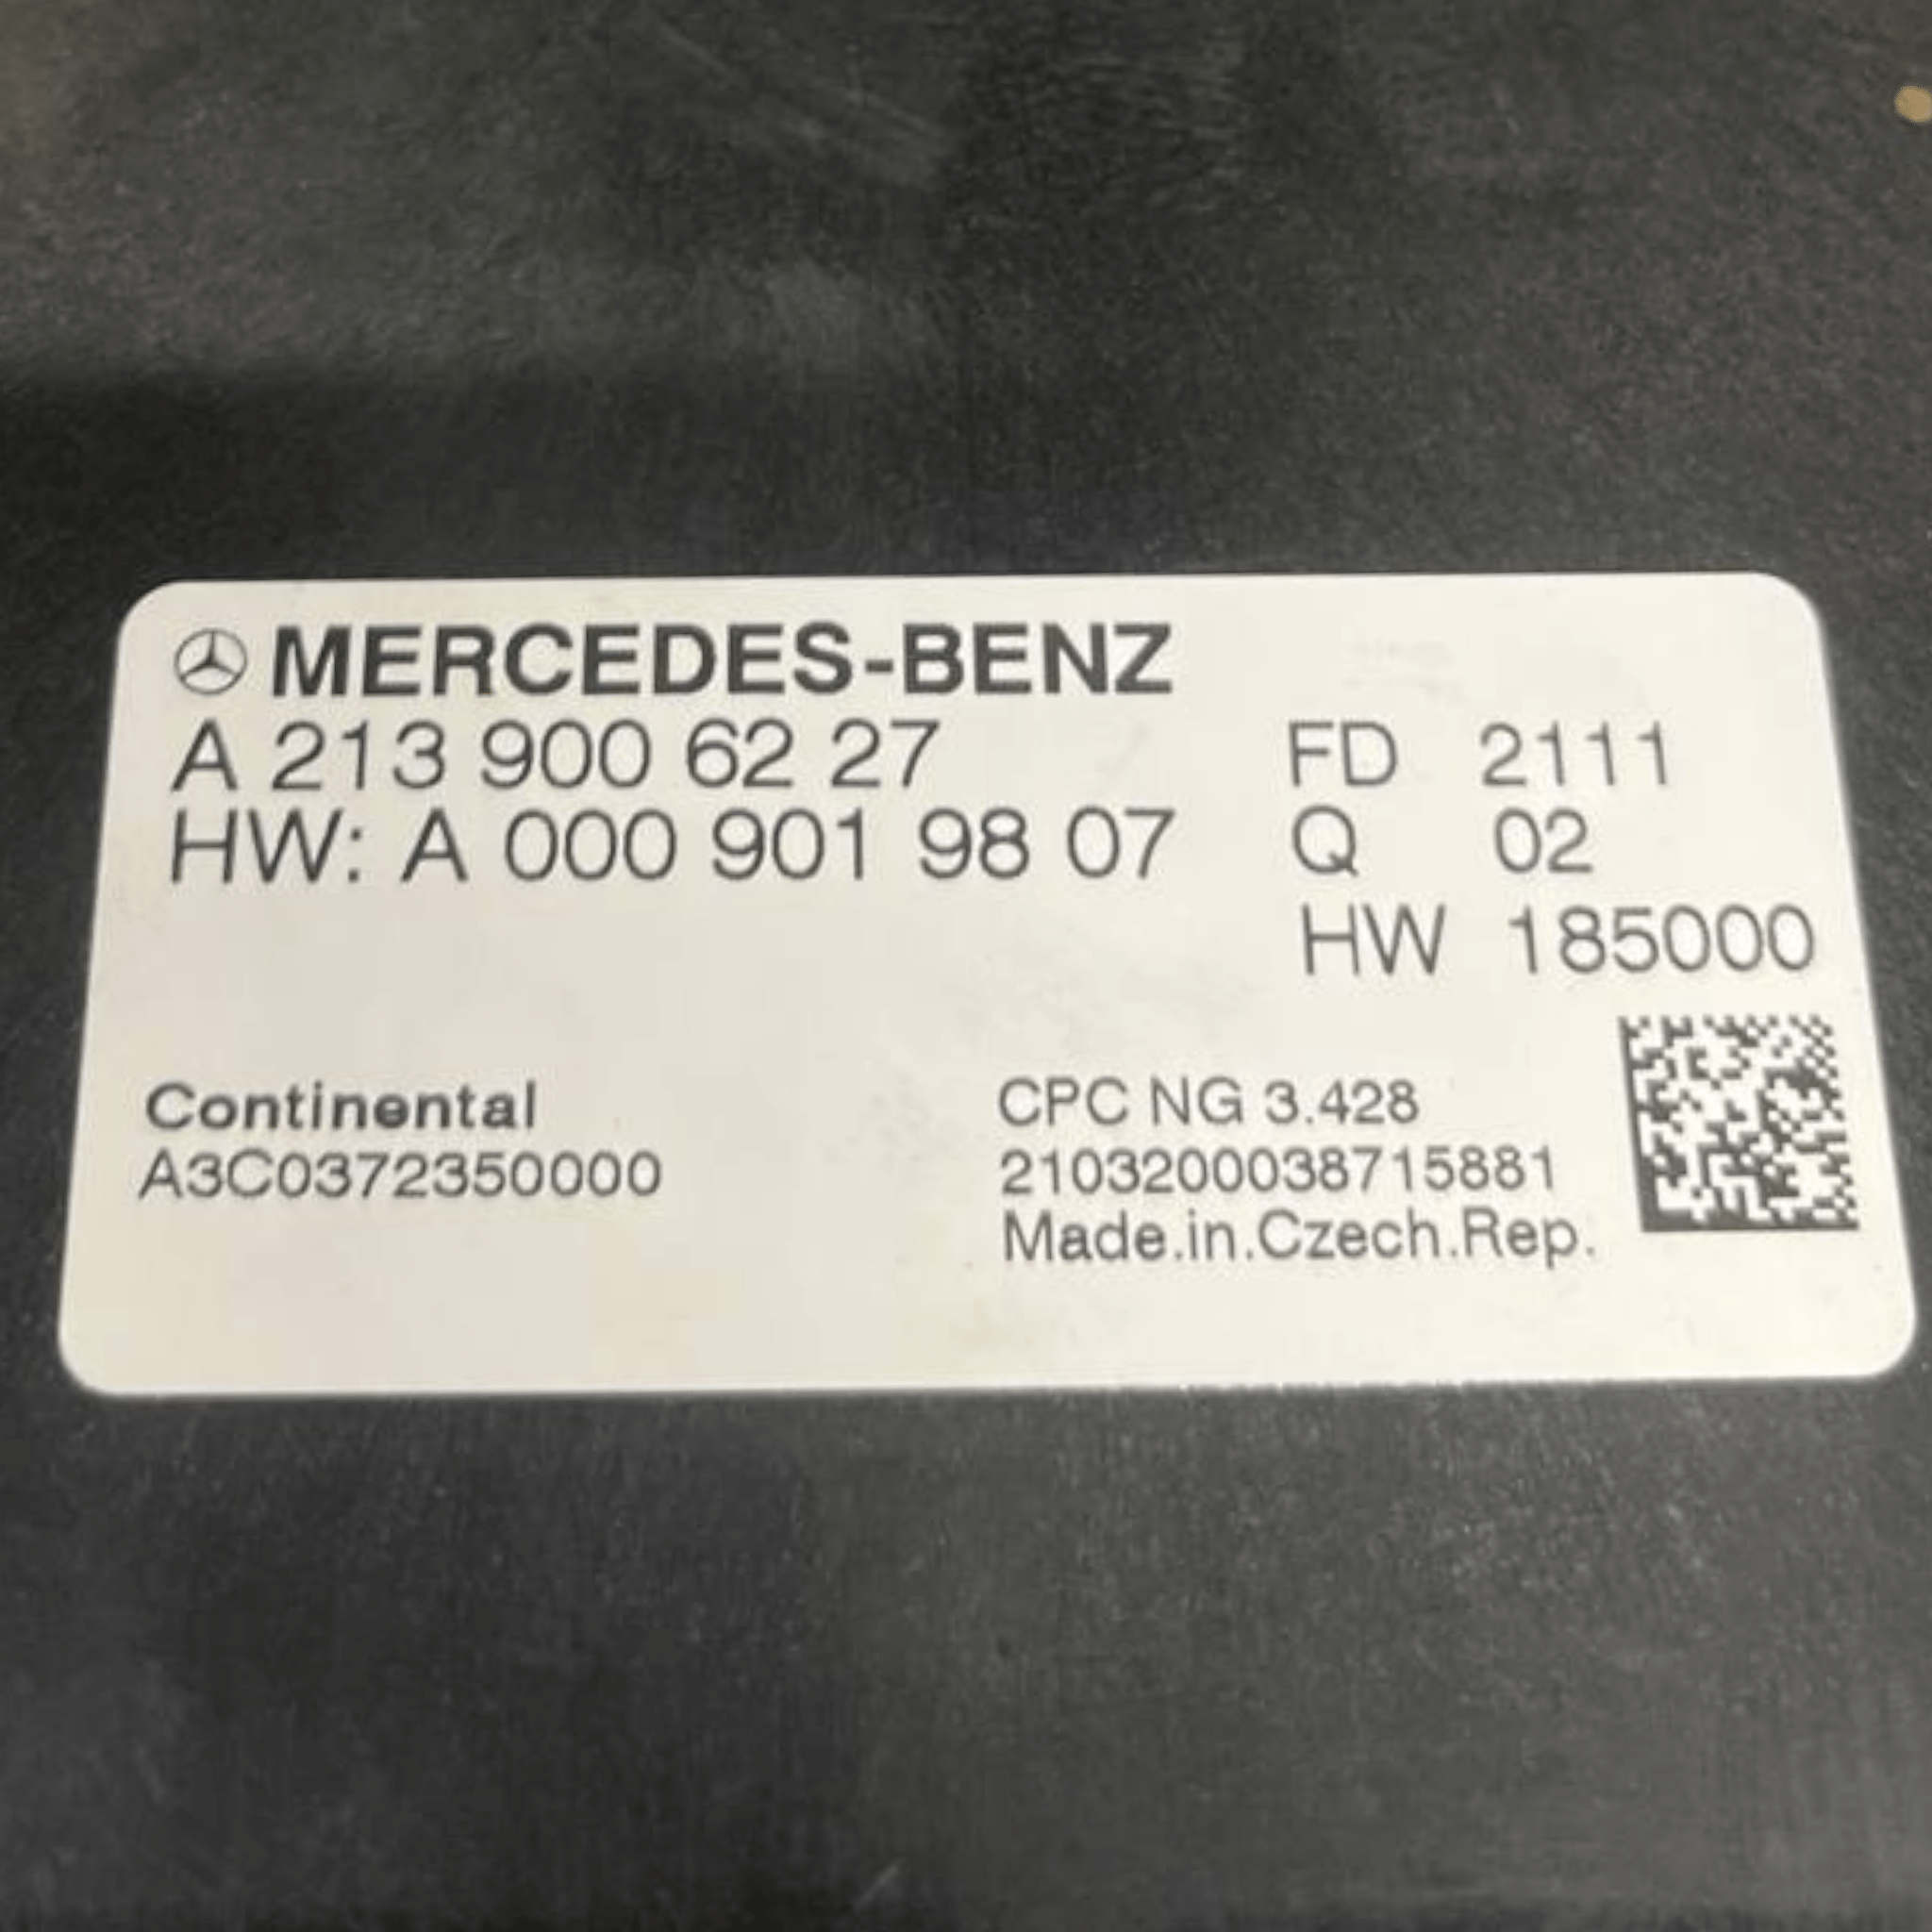 MERCEDES-BENZ
A 213 900 62 27 FD 2111
HW: A 000 901 98 07 Q 02
HW 185000
Continental CPC NG 3.428
A3C0372350000 2103200038715881
Made.in.Czech.Rep.